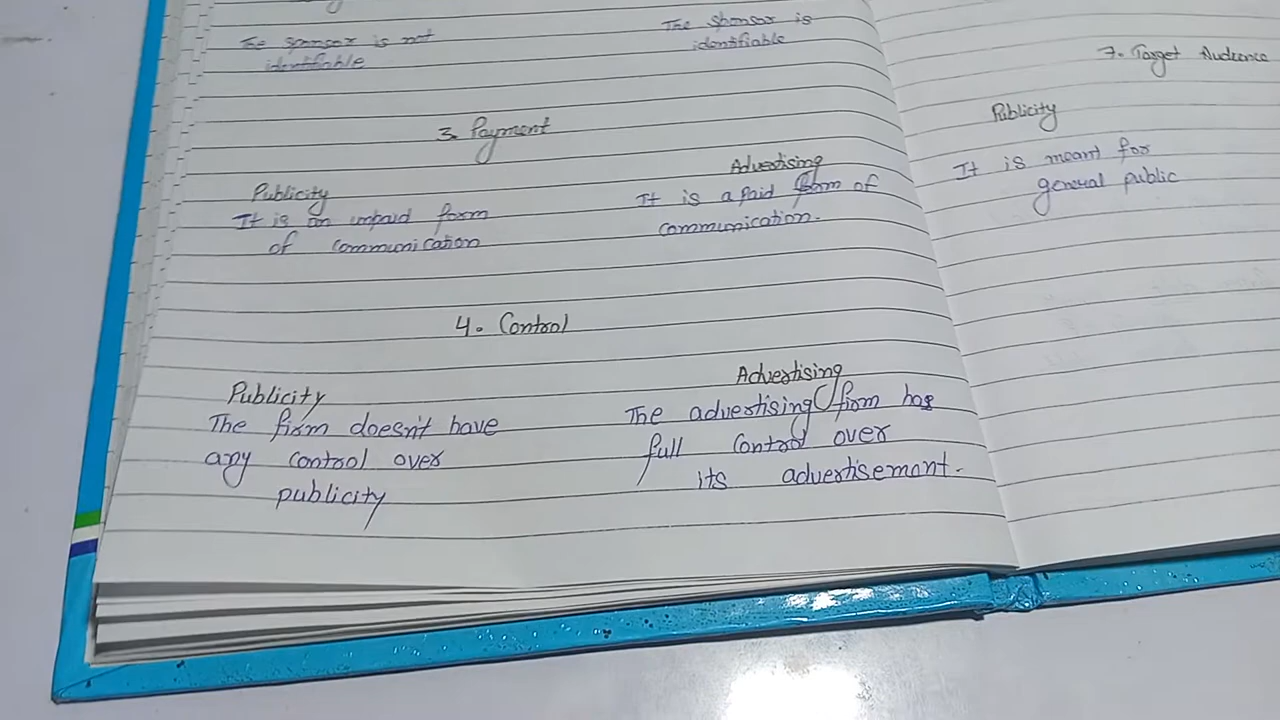 The sponsor is not
identifiable
The sponsor is
identifiable
3. Payment
Publicity
It is an unpaid form
of communication
Advertising
It is a paid form of
communication.
4. Control
Publicity
The firm doesn't have
any control over
publicity
Advertising
The advertising firm has
full control over
its advertisement.
7. Target Audience
Publicity
It is meant for
general public